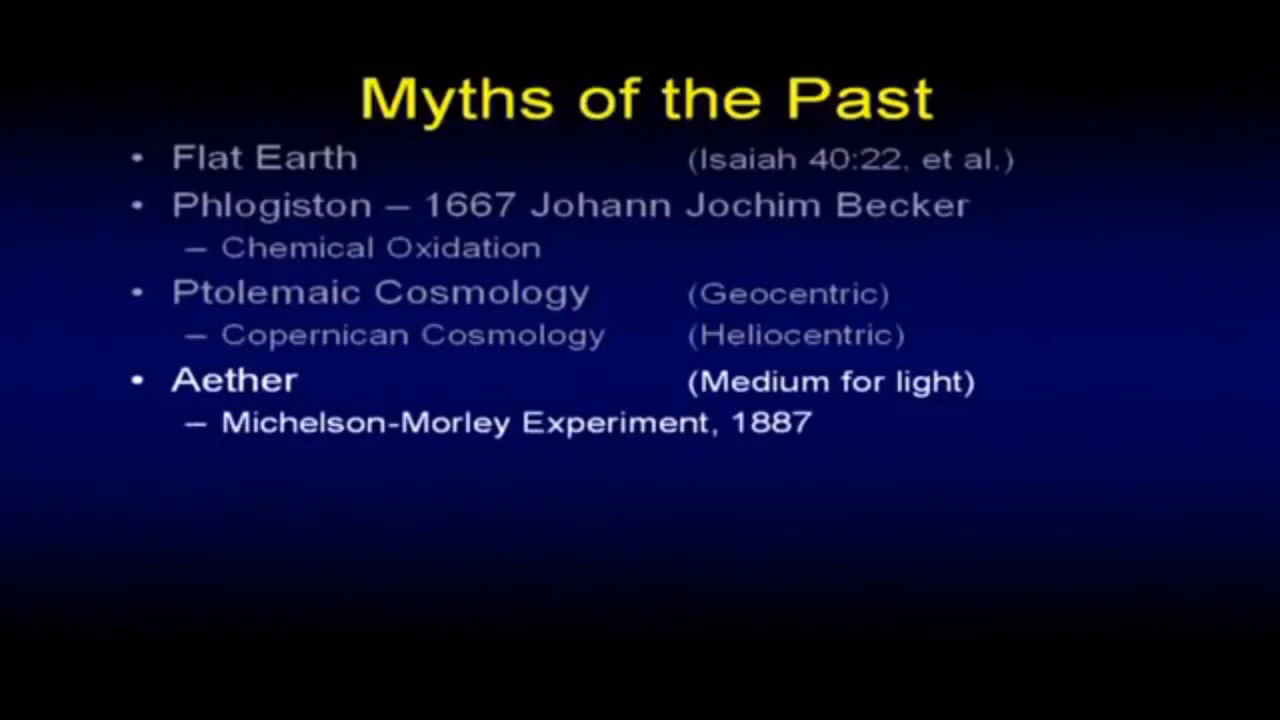 Myths of the Past
• Flat Earth (Isaiah 40:22, et al.)
• Phlogiston – 1667 Johann Jochim Becker
– Chemical Oxidation
• Ptolemaic Cosmology (Geocentric)
– Copernican Cosmology (Heliocentric)
• Aether (Medium for light)
– Michelson-Morley Experiment, 1887